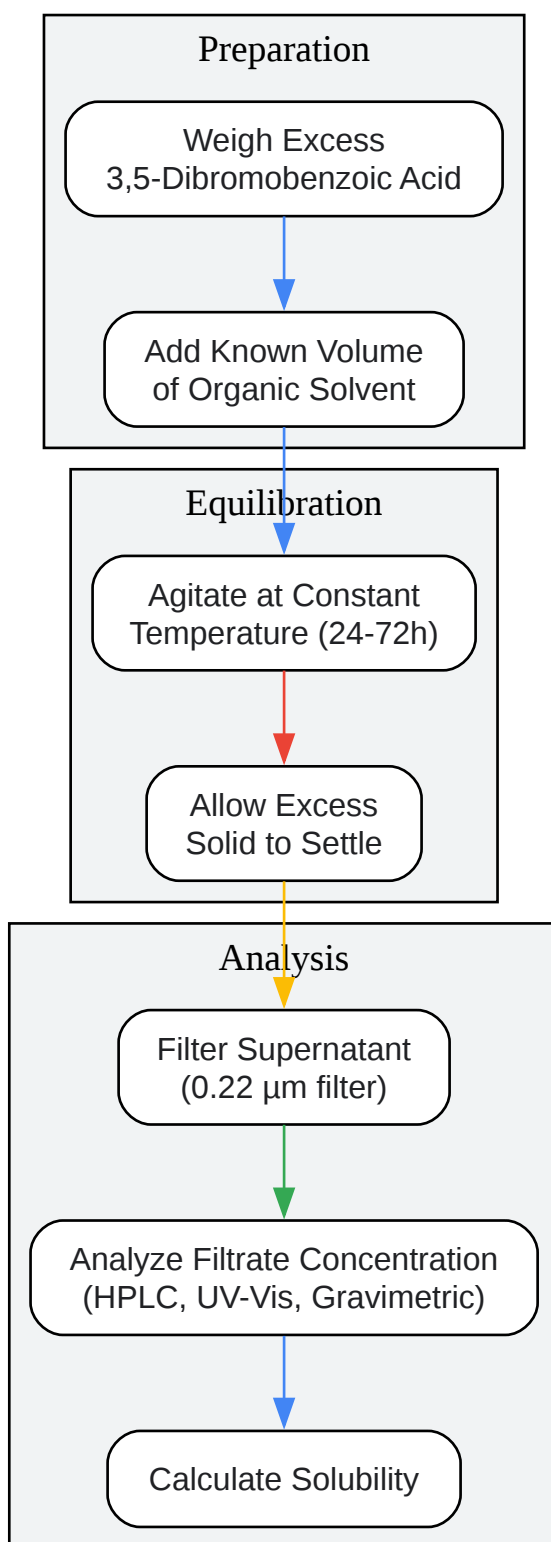 Preparation
Weigh Excess
3,5-Dibromobenzoic Acid
Add Known Volume
of Organic Solvent
Equilibration
Agitate at Constant
Temperature (24-72h)
Allow Excess
Solid to Settle
Analysis
Filter Supernatant
(0.22 µm filter)
Analyze Filtrate Concentration
(HPLC, UV-Vis, Gravimetric)
Calculate Solubility